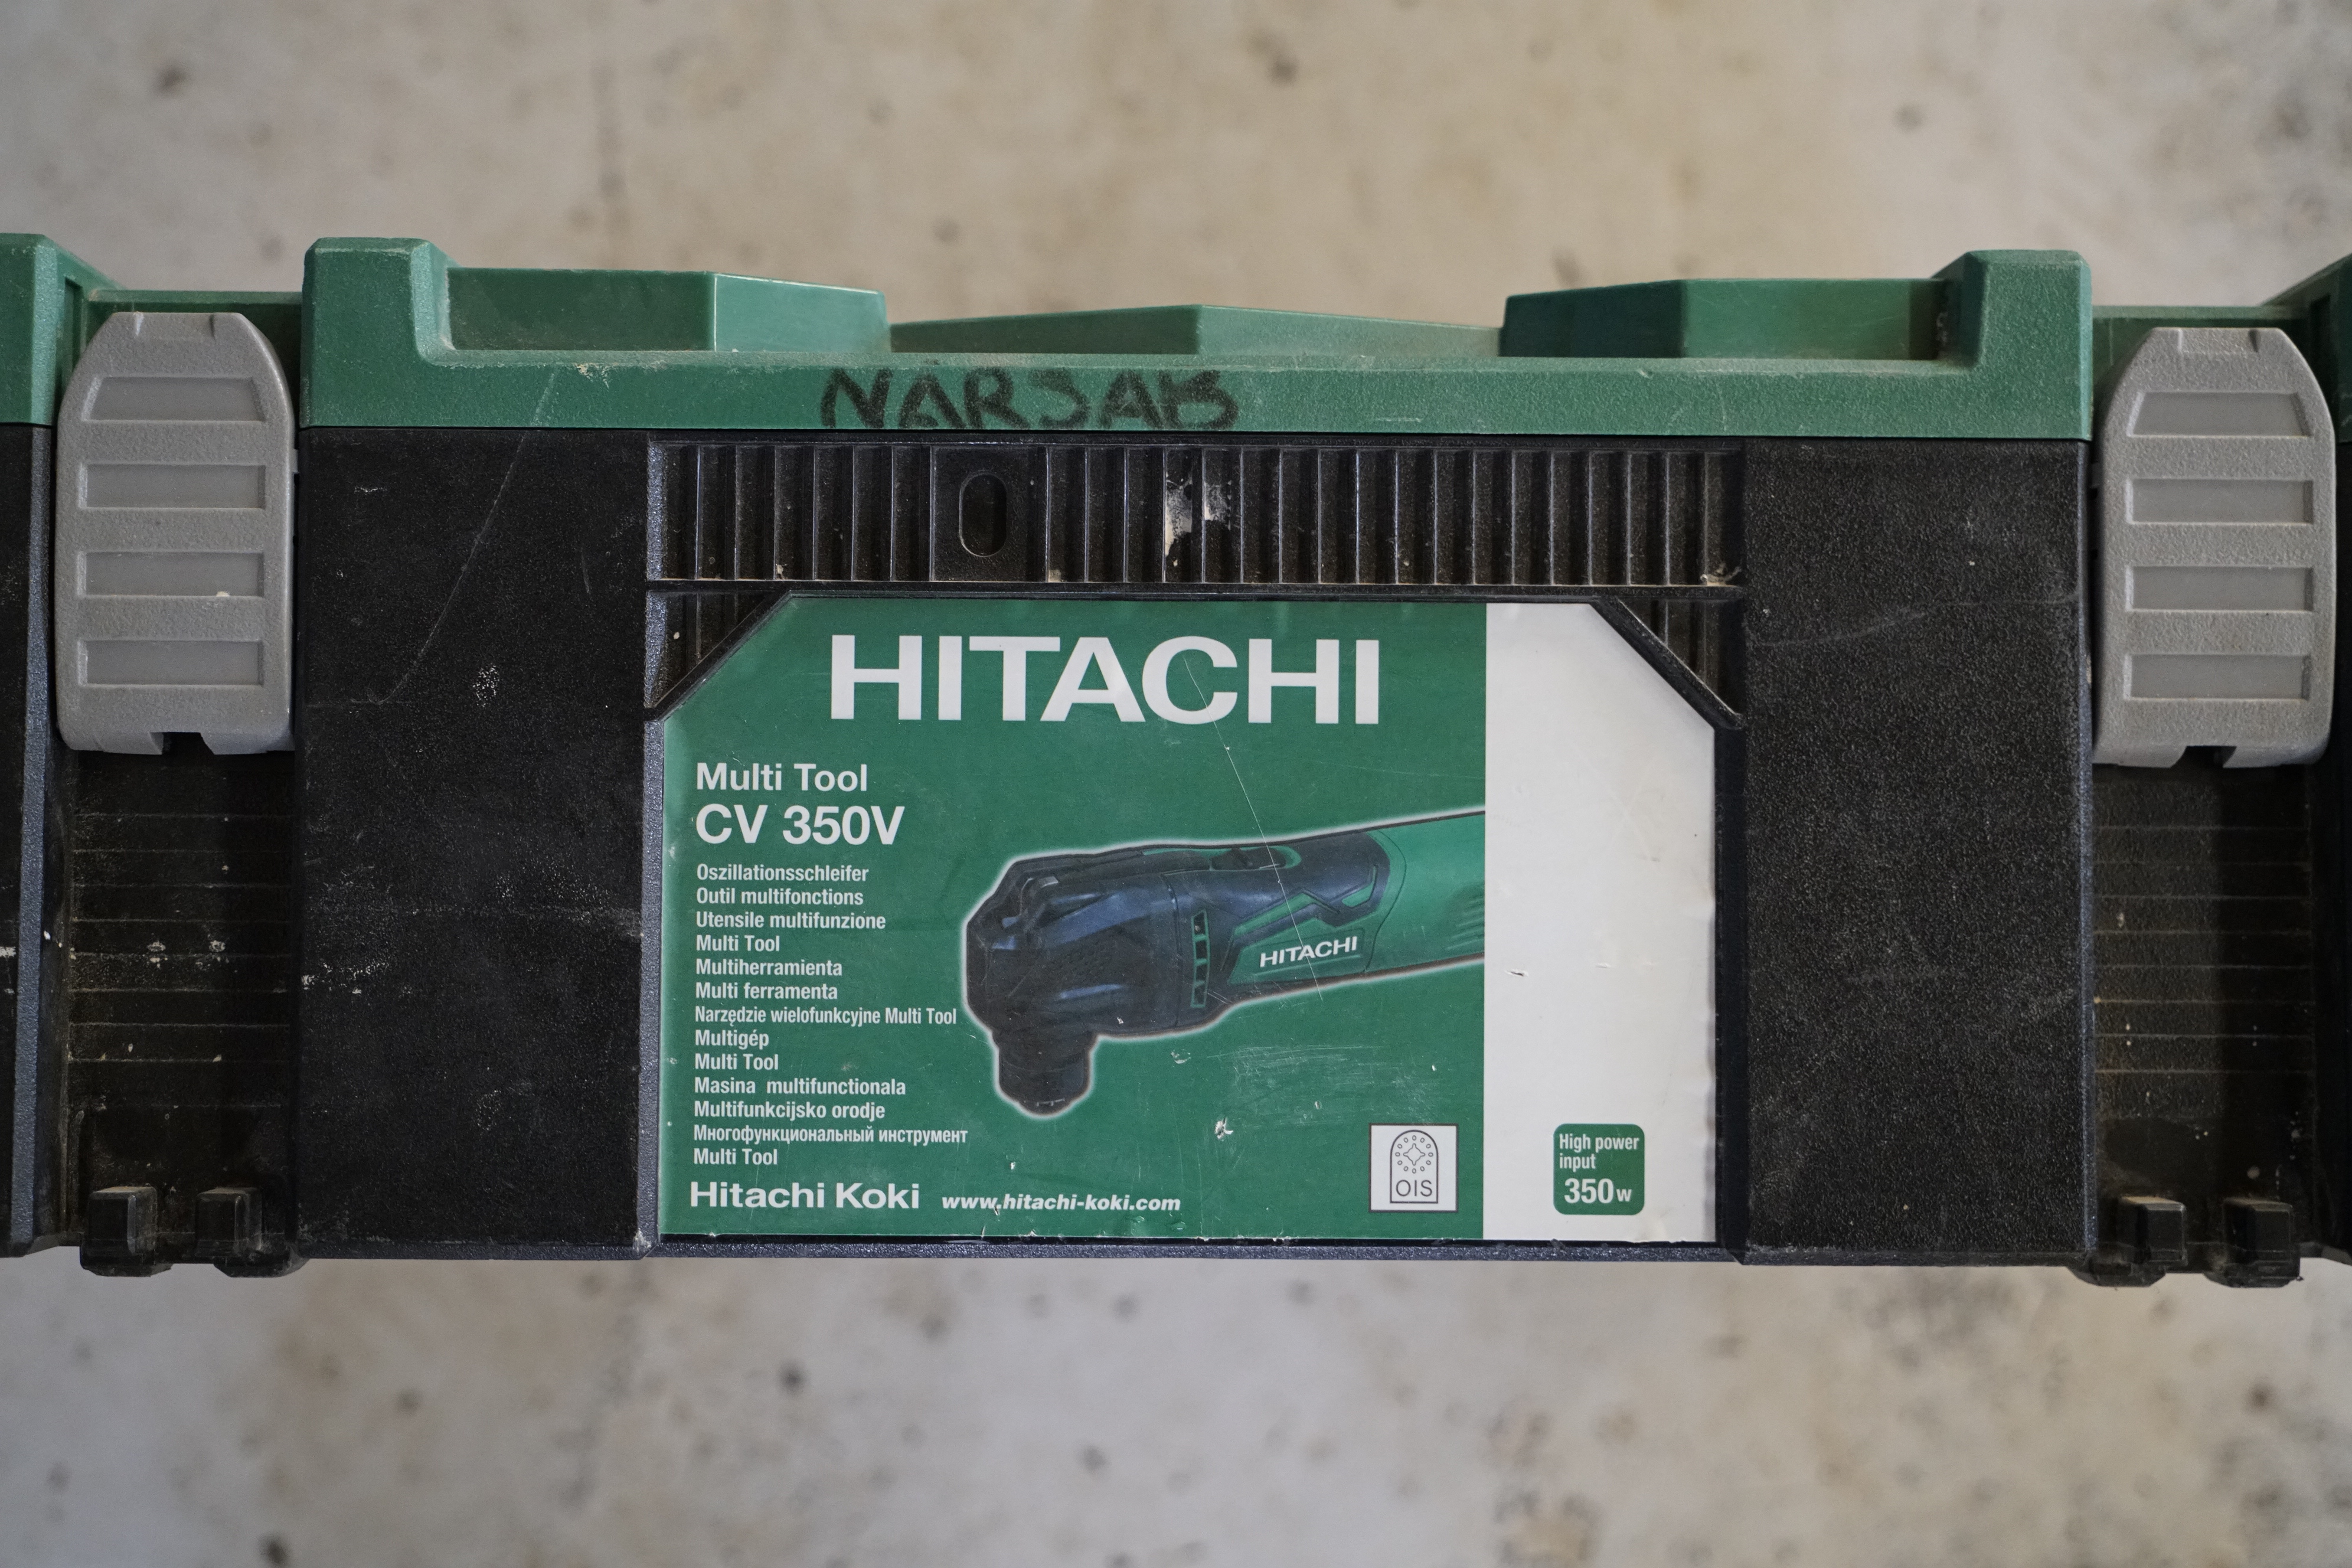 NÄRSAB
HITACHI
Multi Tool
CV 350V
Oszillationsschleifer
Outil multifonctions
Utensile multifunzione
Multi Tool
Multiherramienta
Multi ferramenta
Narzędzie wielofunkcyjne Multi Tool
Multigép
Multi Tool
Masina multifunctionala
Multifunkcijsko orodje
Многофункциональный инструмент
Multi Tool
HITACHI
Hitachi Koki www.hitachi-koki.com
OIS
High power
input
350w